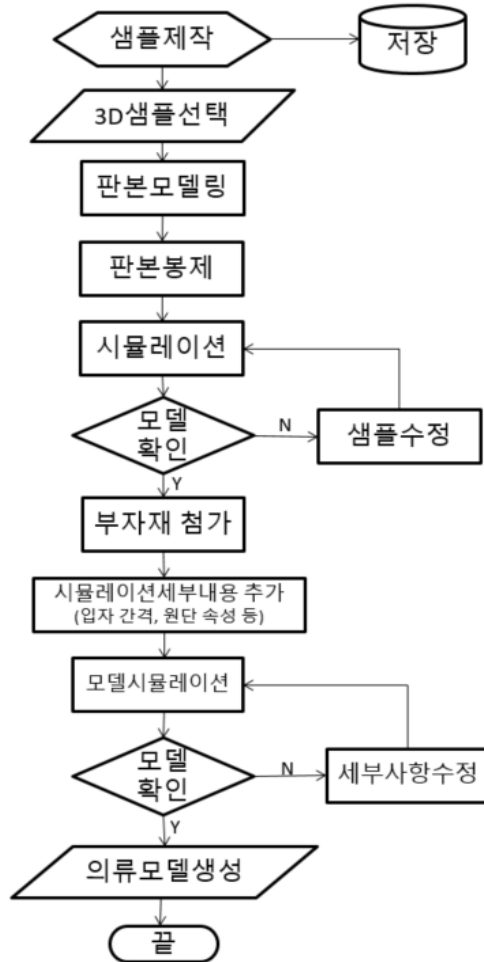 샘플제작
저장
3D샘플선택
판본모델링
판본봉제
시뮬레이션
모델
확인
N
샘플수정
Y
부자재 첨가
시뮬레이션세부내용 추가
(입자 간격, 원단 속성 등)
모델시뮬레이션
모델
확인
N
세부사항수정
Y
의류모델생성
끝